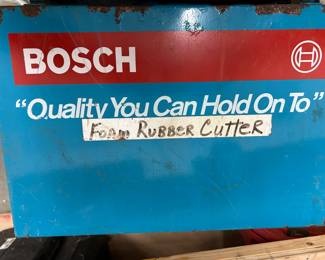 BOSCH
"Quality You Can Hold On To"
FOAM RUBBER CUTTER